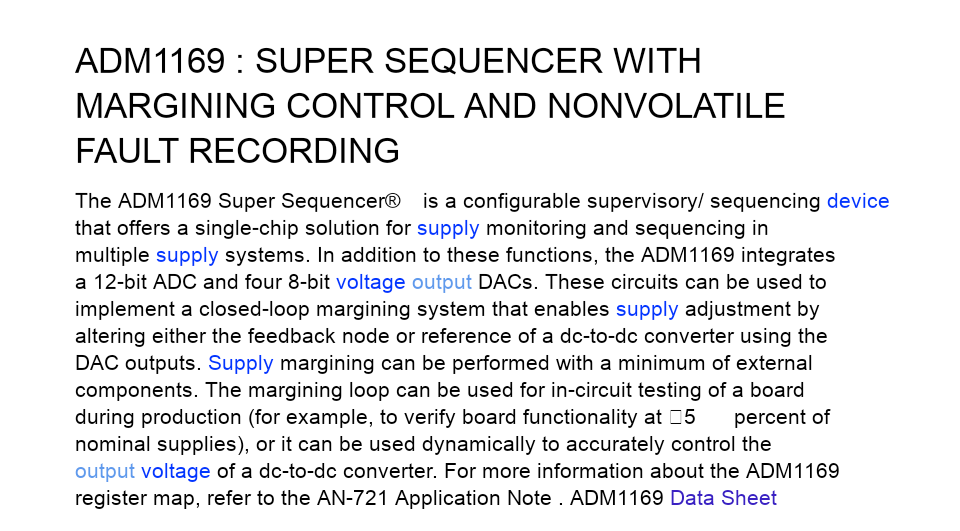 ADM1169 : SUPER SEQUENCER WITH
MARGINING CONTROL AND NONVOLATILE
FAULT RECORDING
The ADM1169 Super Sequencer® is a configurable supervisory/ sequencing device
that offers a single-chip solution for supply monitoring and sequencing in
multiple supply systems. In addition to these functions, the ADM1169 integrates
a 12-bit ADC and four 8-bit voltage output DACs. These circuits can be used to
implement a closed-loop margining system that enables supply adjustment by
altering either the feedback node or reference of a dc-to-dc converter using the
DAC outputs. Supply margining can be performed with a minimum of external
components. The margining loop can be used for in-circuit testing of a board
during production (for example, to verify board functionality at □5 percent of
nominal supplies), or it can be used dynamically to accurately control the
output voltage of a dc-to-dc converter. For more information about the ADM1169
register map, refer to the AN-721 Application Note . ADM1169 Data Sheet